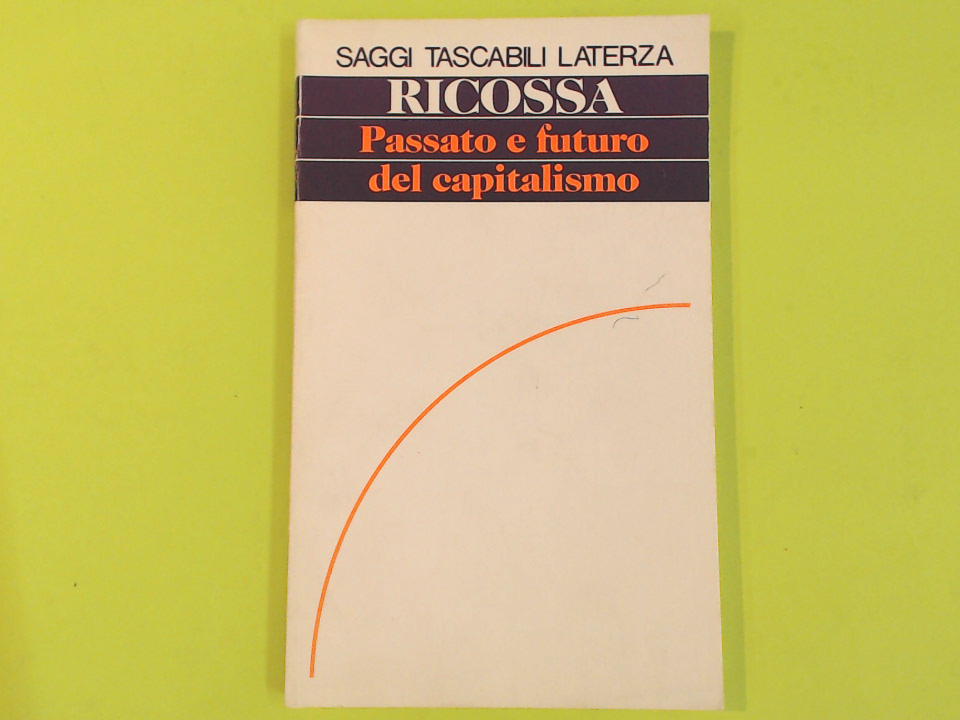 SAGGI TASCABILI LATERZA
RICOSSA
Passato e futuro
del capitalismo